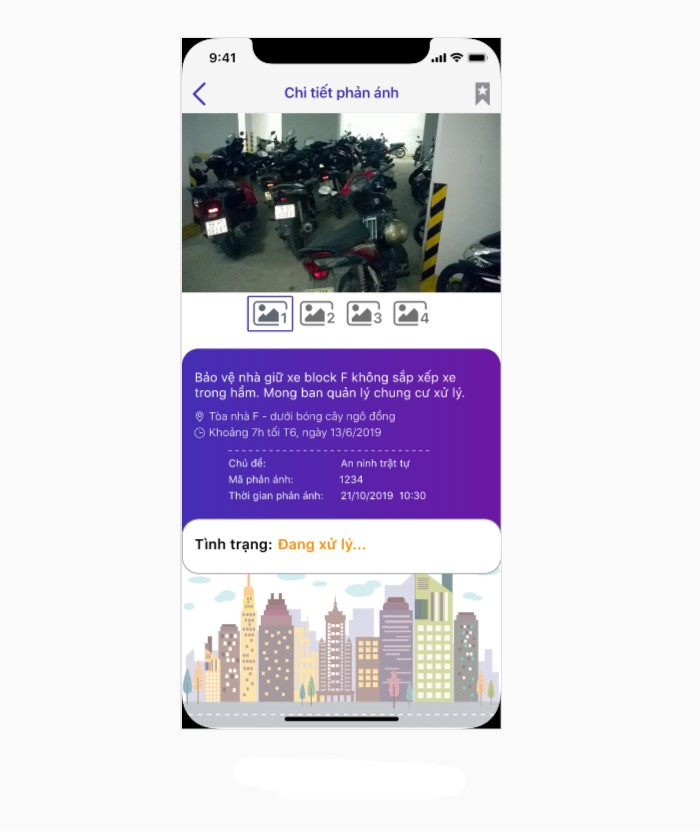 9:41
Chi tiết phản ánh
1 2 3 4
Bảo vệ nhà giữ xe block F không sắp xếp xe
trong hầm. Mong ban quản lý chung cư xử lý.
Tòa nhà F - dưới bóng cây ngô đồng
Khoảng 7h tối T6, ngày 13/6/2019
Chủ đề: An ninh trật tự
Mã phản ánh: 1234
Thời gian phản ánh: 21/10/2019 10:30
Tình trạng: Đang xử lý...